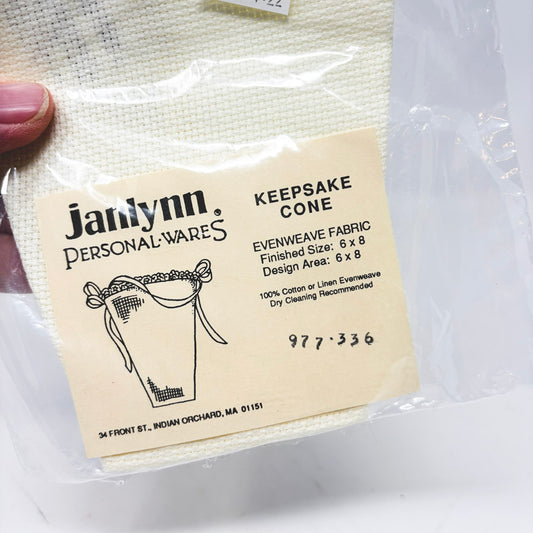 janlynn®
PERSONAL·WARES
KEEPSAKE
CONE
EVENWEAVE FABRIC
Finished Size: 6 x 8
Design Area: 6 x 8
100% Cotton or Linen Evenweave
Dry Cleaning Recommended
977·336
34 FRONT ST., INDIAN ORCHARD, MA 01151